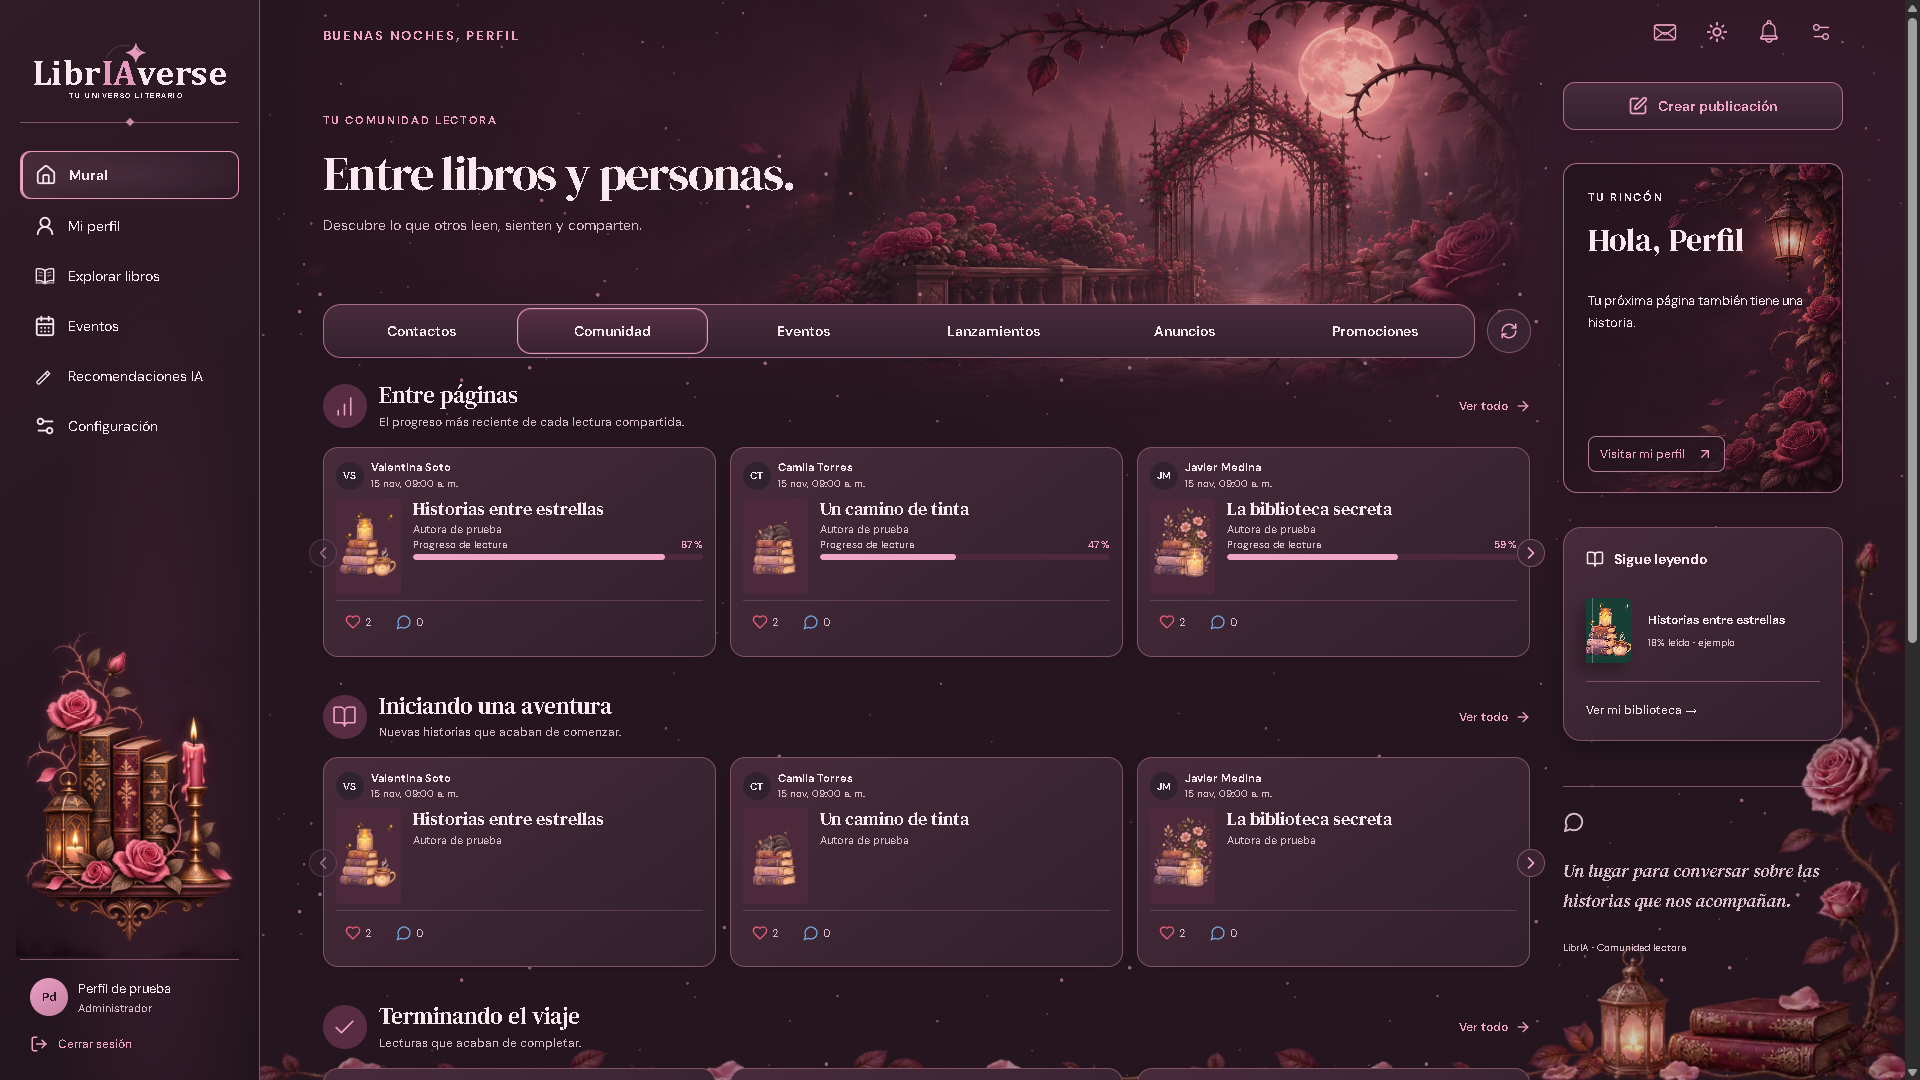 LibrIAverse
TU UNIVERSO LITERARIO
Mural
Mi perfil
Explorar libros
Eventos
Recomendaciones IA
Configuración
Pd
Perfil de prueba
Administrador
Cerrar sesión
BUENAS NOCHES, PERFIL
TU COMUNIDAD LECTORA
Entre libros y personas.
Descubre lo que otros leen, sienten y comparten.
Contactos
Comunidad
Eventos
Lanzamientos
Anuncios
Promociones
Entre páginas
El progreso más reciente de cada lectura compartida.
Ver todo
VS
Valentina Soto
15 nov, 09:00 a. m.
Historias entre estrellas
Autora de prueba
Progreso de lectura 87%
2 0
CT
Camila Torres
15 nov, 09:00 a. m.
Un camino de tinta
Autora de prueba
Progreso de lectura 47%
2 0
JM
Javier Medina
15 nov, 09:00 a. m.
La biblioteca secreta
Autora de prueba
Progreso de lectura 59%
2 0
Iniciando una aventura
Nuevas historias que acaban de comenzar.
Ver todo
VS
Valentina Soto
15 nov, 09:00 a. m.
Historias entre estrellas
Autora de prueba
2 0
CT
Camila Torres
15 nov, 09:00 a. m.
Un camino de tinta
Autora de prueba
2 0
JM
Javier Medina
15 nov, 09:00 a. m.
La biblioteca secreta
Autora de prueba
2 0
Terminando el viaje
Lecturas que acaban de completar.
Ver todo
Crear publicación
TU RINCÓN
Hola, Perfil
Tu próxima página también tiene una
historia.
Visitar mi perfil
Sigue leyendo
Historias entre estrellas
18% leído · ejemplo
Ver mi biblioteca →
Un lugar para conversar sobre las
historias que nos acompañan.
LibrIA · Comunidad lectora